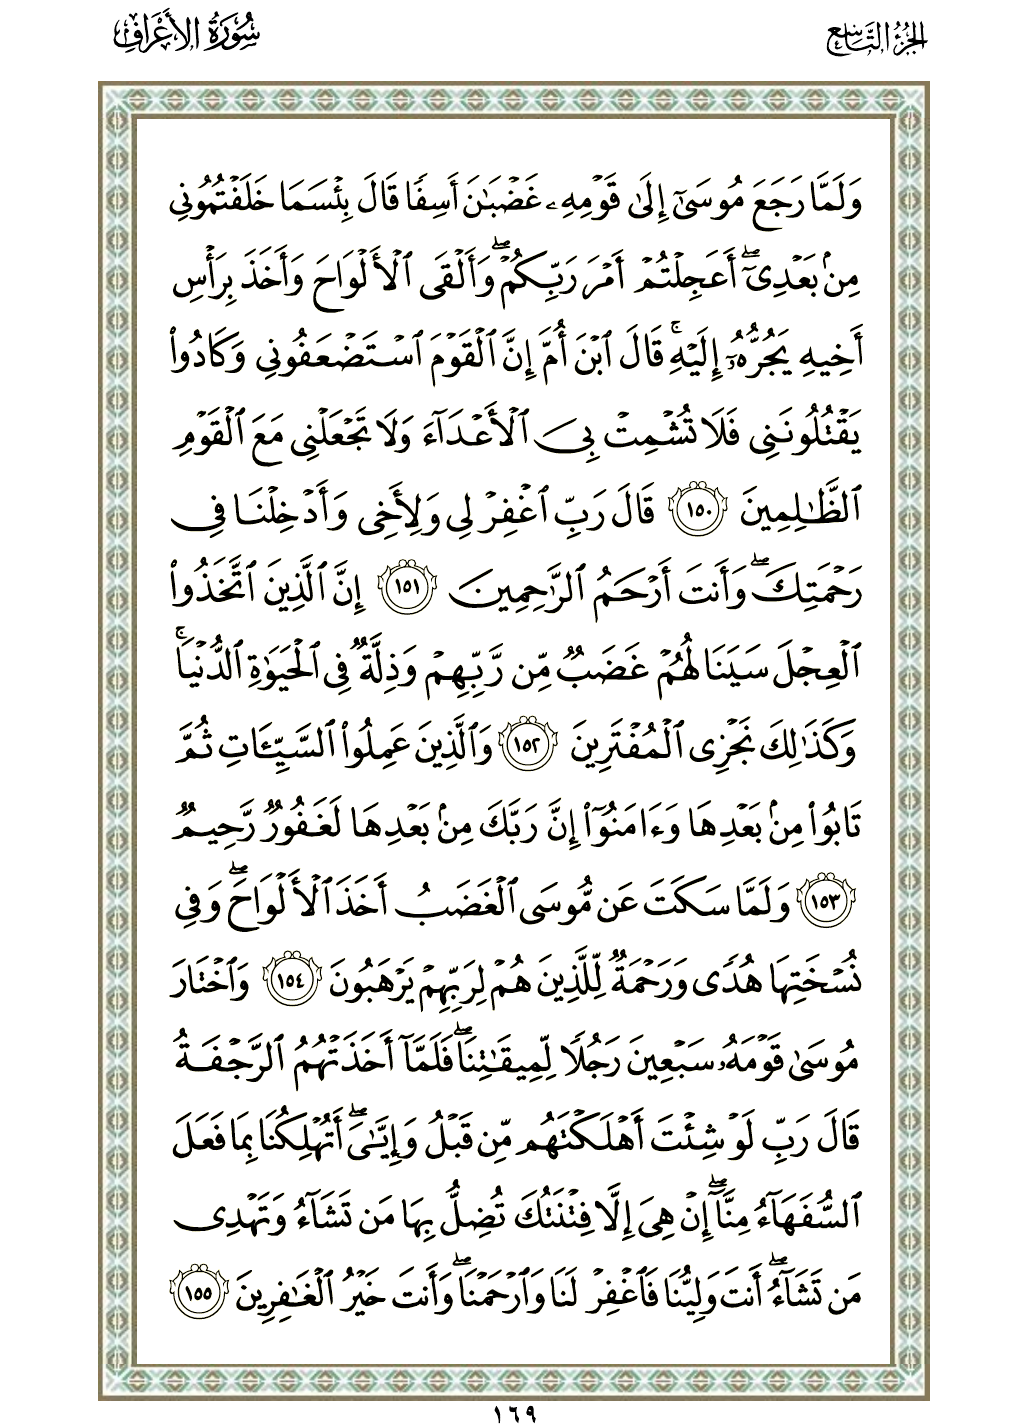 الجزء التاسع
سورة الأعراف
وَلَمَّا رَجَعَ مُوسَىٰٓ إِلَىٰ قَوْمِهِۦ غَضْبَٰنَ أَسِفًا قَالَ بِئْسَمَا خَلَفْتُمُونِى
مِنۢ بَعْدِىٓ ۖ أَعَجِلْتُمْ أَمْرَ رَبِّكُمْ ۖ وَأَلْقَى ٱلْأَلْوَاحَ وَأَخَذَ بِرَأْسِ
أَخِيهِ يَجُرُّهُۥٓ إِلَيْهِ ۚ قَالَ ٱبْنَ أُمَّ إِنَّ ٱلْقَوْمَ ٱسْتَضْعَفُونِى وَكَادُوا۟
يَقْتُلُونَنِى فَلَا تُشْمِتْ بِىَ ٱلْأَعْدَآءَ وَلَا تَجْعَلْنِى مَعَ ٱلْقَوْمِ
ٱلظَّٰلِمِينَ ١٥٠ قَالَ رَبِّ ٱغْفِرْ لِى وَلِأَخِى وَأَدْخِلْنَا فِى
رَحْمَتِكَ ۖ وَأَنتَ أَرْحَمُ ٱلرَّٰحِمِينَ ١٥١ إِنَّ ٱلَّذِينَ ٱتَّخَذُوا۟
ٱلْعِجْلَ سَيَنَالُهُمْ غَضَبٌ مِّن رَّبِّهِمْ وَذِلَّةٌ فِى ٱلْحَيَوٰةِ ٱلدُّنْيَا ۚ
وَكَذَٰلِكَ نَجْزِى ٱلْمُفْتَرِينَ ١٥٢ وَٱلَّذِينَ عَمِلُوا۟ ٱلسَّيِّـَٔاتِ ثُمَّ
تَابُوا۟ مِنۢ بَعْدِهَا وَءَامَنُوٓا۟ إِنَّ رَبَّكَ مِنۢ بَعْدِهَا لَغَفُورٌ رَّحِيمٌ
١٥٣ وَلَمَّا سَكَتَ عَن مُّوسَى ٱلْغَضَبُ أَخَذَ ٱلْأَلْوَاحَ ۖ وَفِى
نُسْخَتِهَا هُدًى وَرَحْمَةٌ لِّلَّذِينَ هُمْ لِرَبِّهِمْ يَرْهَبُونَ ١٥٤ وَٱخْتَارَ
مُوسَىٰ قَوْمَهُۥ سَبْعِينَ رَجُلًا لِّمِيقَٰتِنَا ۖ فَلَمَّآ أَخَذَتْهُمُ ٱلرَّجْفَةُ
قَالَ رَبِّ لَوْ شِئْتَ أَهْلَكْتَهُم مِّن قَبْلُ وَإِيَّٰىَ ۖ أَتُهْلِكُنَا بِمَا فَعَلَ
ٱلسُّفَهَآءُ مِنَّآ ۖ إِنْ هِىَ إِلَّا فِتْنَتُكَ تُضِلُّ بِهَا مَن تَشَآءُ وَتَهْدِى
مَن تَشَآءُ ۖ أَنتَ وَلِيُّنَا فَٱغْفِرْ لَنَا وَٱرْحَمْنَا ۖ وَأَنتَ خَيْرُ ٱلْغَٰفِرِينَ ١٥٥
١٦٩